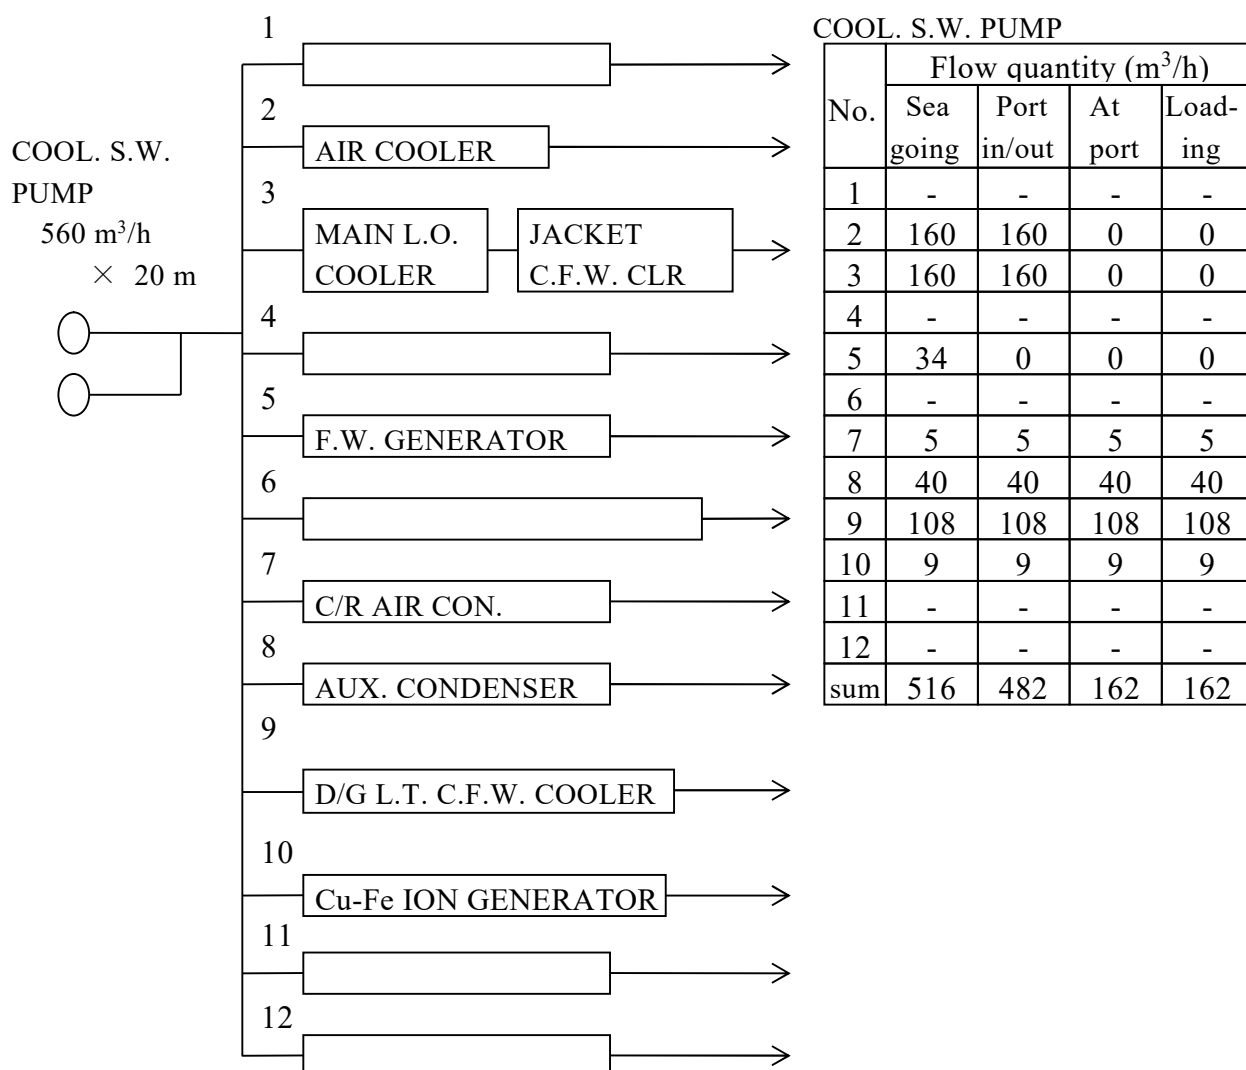 1
2
AIR COOLER
COOL. S.W.
PUMP
560 m³/h
× 20 m
3
MAIN L.O.
COOLER
JACKET
C.F.W. CLR
4
5
F.W. GENERATOR
6
7
C/R AIR CON.
8
AUX. CONDENSER
9
D/G L.T. C.F.W. COOLER
10
Cu-Fe ION GENERATOR
11
12
COOL. S.W. PUMP
Flow quantity (m³/h)
No. Sea going Port in/out At port Load-ing
1 - - - -
2 160 160 0 0
3 160 160 0 0
4 - - - -
5 34 0 0 0
6 - - - -
7 5 5 5 5
8 40 40 40 40
9 108 108 108 108
10 9 9 9 9
11 - - - -
12 - - - -
sum 516 482 162 162